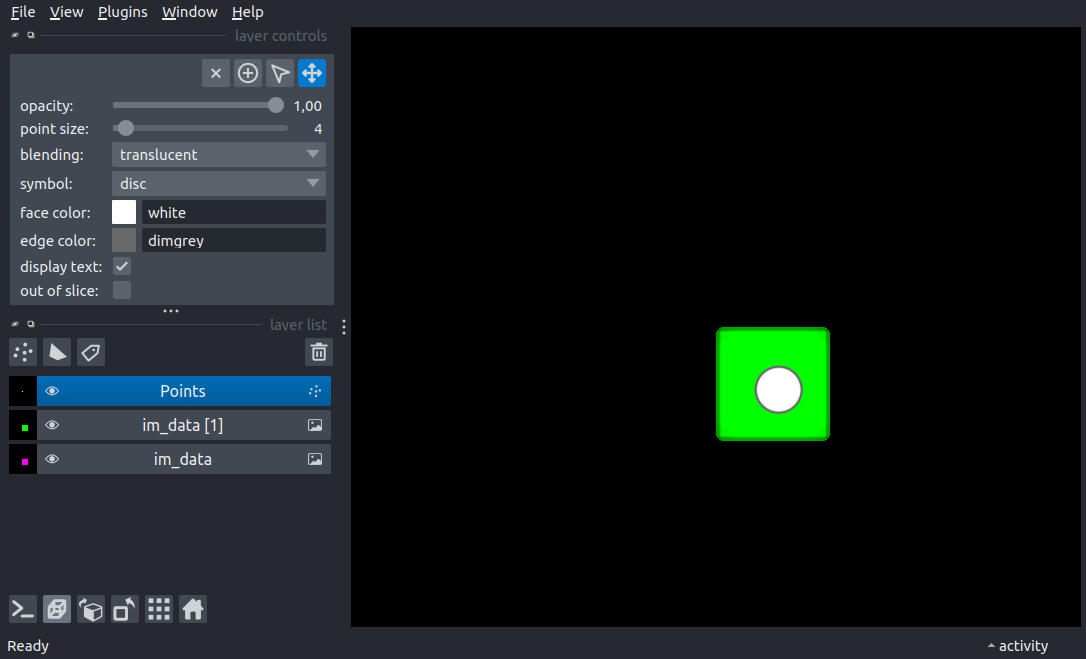 File View Plugins Window Help
layer controls
opacity: 1,00
point size: 4
blending: translucent
symbol: disc
face color: white
edge color: dimgrey
display text:
out of slice:
layer list
Points
im_data [1]
im_data
Ready activity